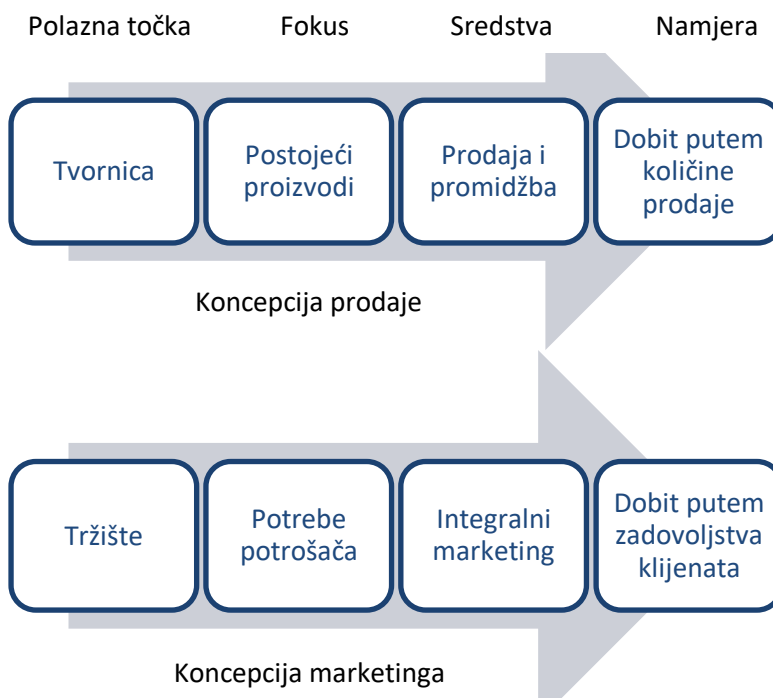 Polazna točka Fokus Sredstva Namjera
Tvornica
Postojeći
proizvodi
Prodaja i
promidžba
Dobit putem
količine
prodaje
Koncepcija prodaje
Tržište
Potrebe
potrošača
Integralni
marketing
Dobit putem
zadovoljstva
klijenata
Koncepcija marketinga